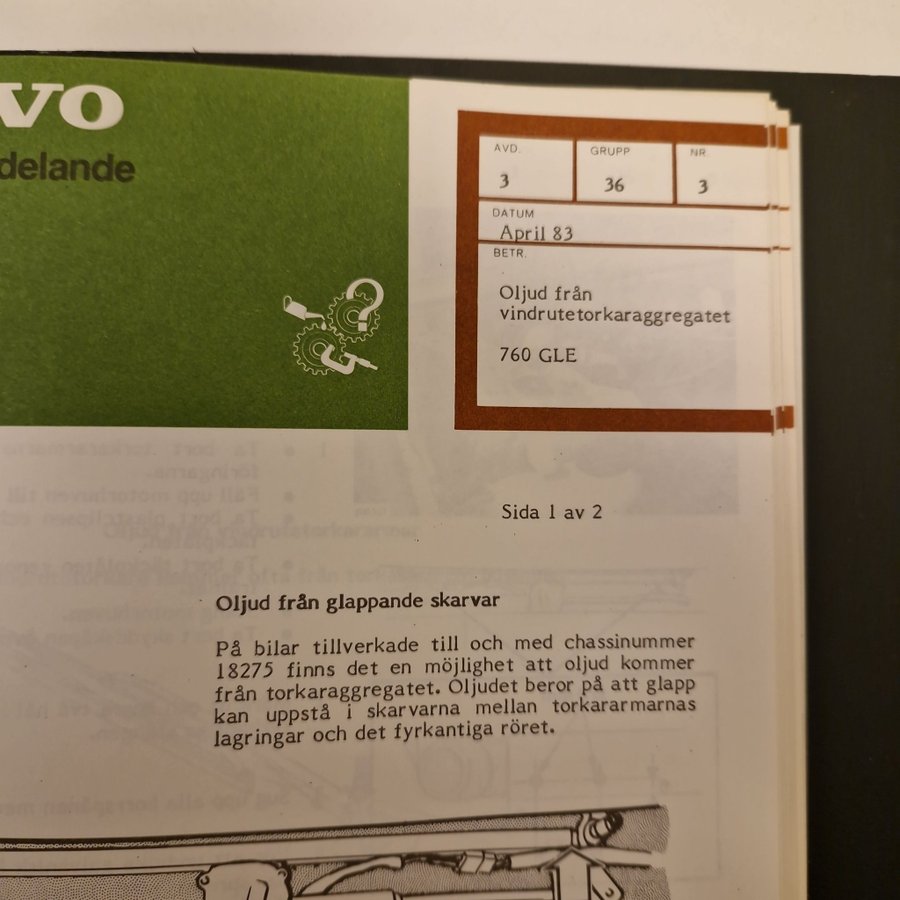 VO
delande
AVD.
GRUPP
NR.
3
36
3
DATUM
April 83
BETR.
Oljud från
vindrutetorkaraggregatet
760 GLE
Sida 1 av 2
Oljud från glappande skarvar
På bilar tillverkade till och med chassinummer
18275 finns det en möjlighet att oljud kommer
från torkaraggregatet. Oljudet beror på att glapp
kan uppstå i skarvarna mellan torkararmarnas
lagringar och det fyrkantiga röret.